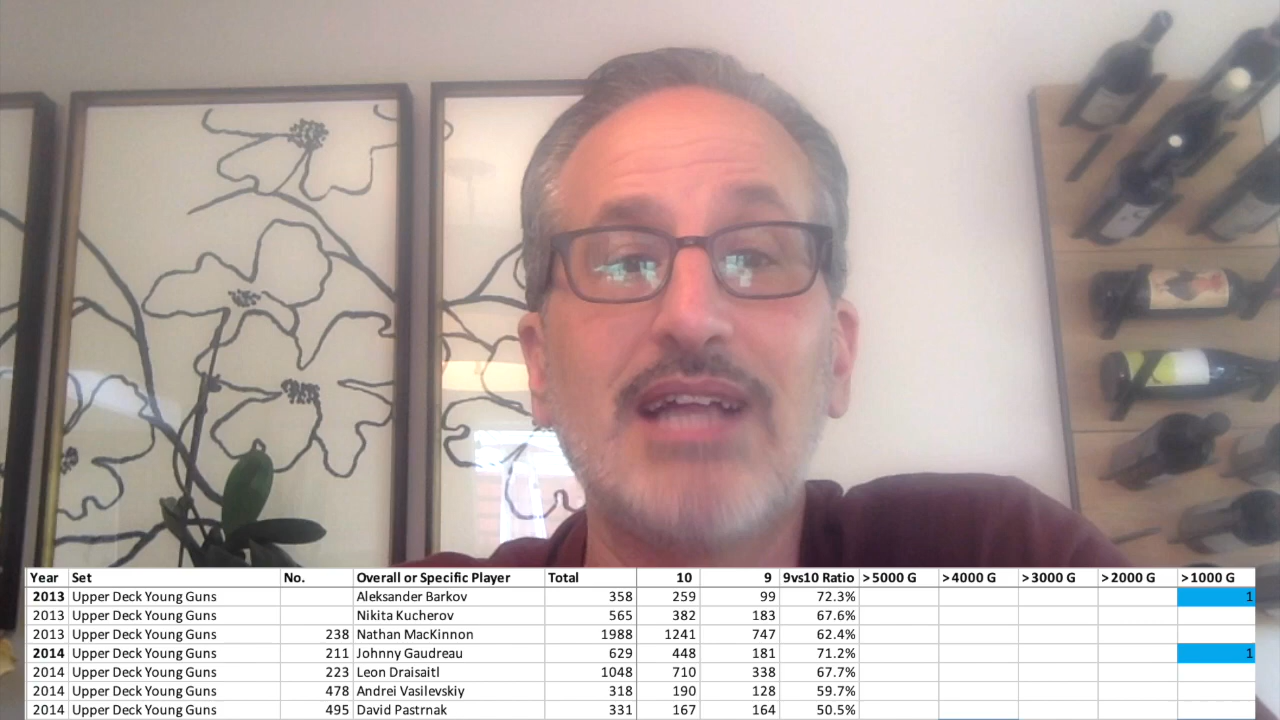 Year Set No. Overall or Specific Player Total 10 9 9vs10 Ratio >5000 G >4000 G >3000 G >2000 G >1000 G
2013 Upper Deck Young Guns Aleksander Barkov 358 259 99 72.3% 1
2013 Upper Deck Young Guns Nikita Kucherov 565 382 183 67.6%
2013 Upper Deck Young Guns 238 Nathan MacKinnon 1988 1241 747 62.4%
2014 Upper Deck Young Guns 211 Johnny Gaudreau 629 448 181 71.2% 1
2014 Upper Deck Young Guns 223 Leon Draisaitl 1048 710 338 67.7%
2014 Upper Deck Young Guns 478 Andrei Vasilevskiy 318 190 128 59.7%
2014 Upper Deck Young Guns 495 David Pastrnak 331 167 164 50.5%